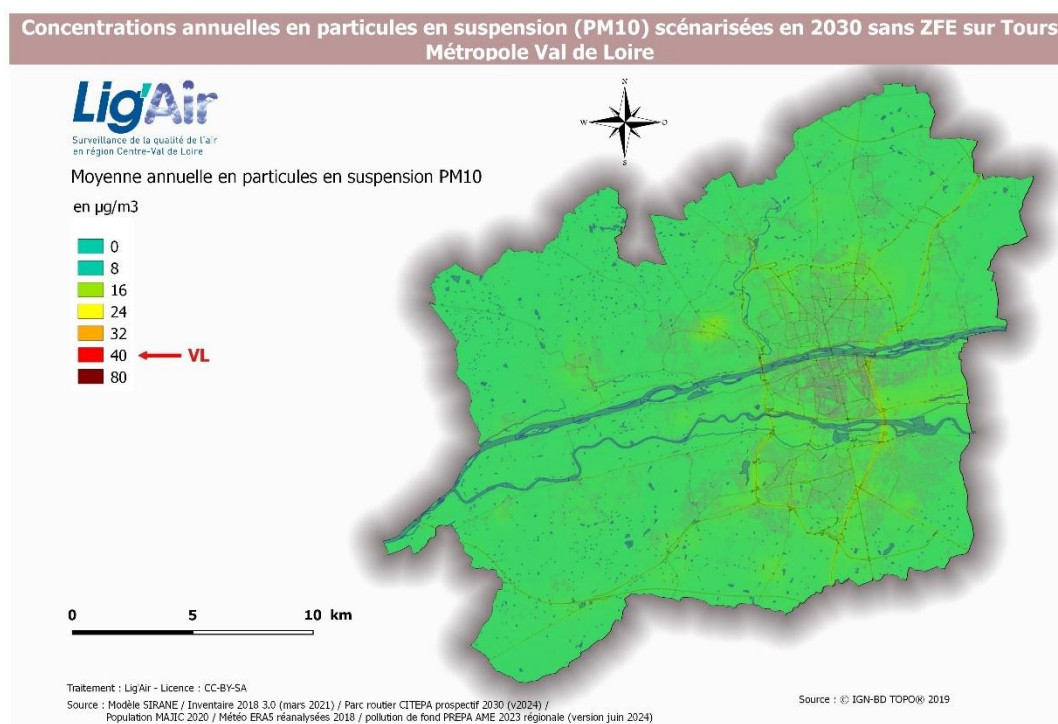 Concentrations annuelles en particules en suspension (PM10) scénarisées en 2030 sans ZFE sur Tours
Métropole Val de Loire
Lig'Air
Surveillance de la qualité de l'air
en région Centre-Val de Loire
Moyenne annuelle en particules en suspension PM10
en µg/m3
0
8
16
24
32
40 VL
80
N
W O
S
0 5 10 km
Traitement : Lig'Air - Licence : CC-BY-SA
Source : Modèle SIRANE / Inventaire 2018 3.0 (mars 2021) / Parc routier CITEPA prospectif 2030 (v2024) /
Population MAJIC 2020 / Météo ERA5 réanalysées 2018 / pollution de fond PREPA AME 2023 régionale (version juin 2024)
Source : © IGN-BD TOPO® 2019